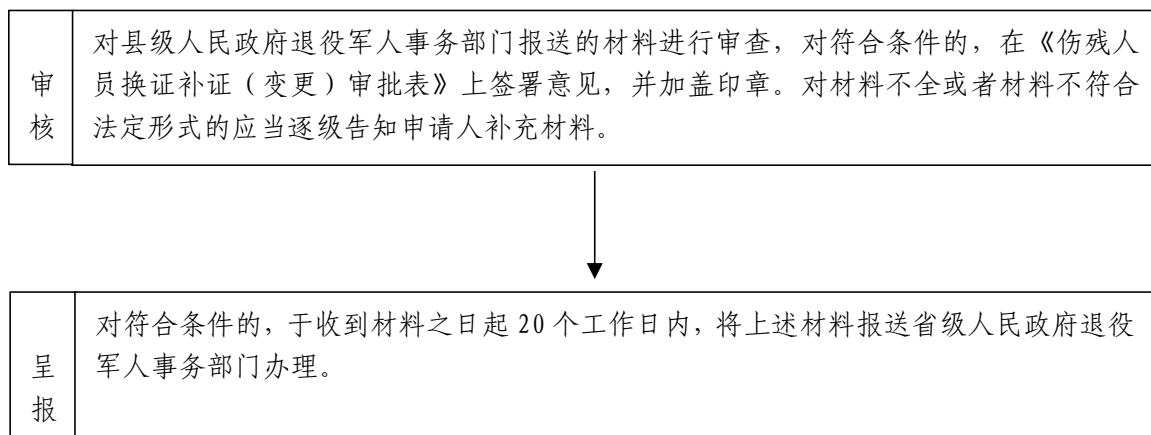 审
核
对县级人民政府退役军人事务部门报送的材料进行审查，对符合条件的，在《伤残人
员换证补证（变更）审批表》上签署意见，并加盖印章。对材料不全或者材料不符合
法定形式的应当逐级告知申请人补充材料。
呈
报
对符合条件的，于收到材料之日起 20 个工作日内，将上述材料报送省级人民政府退役
军人事务部门办理。